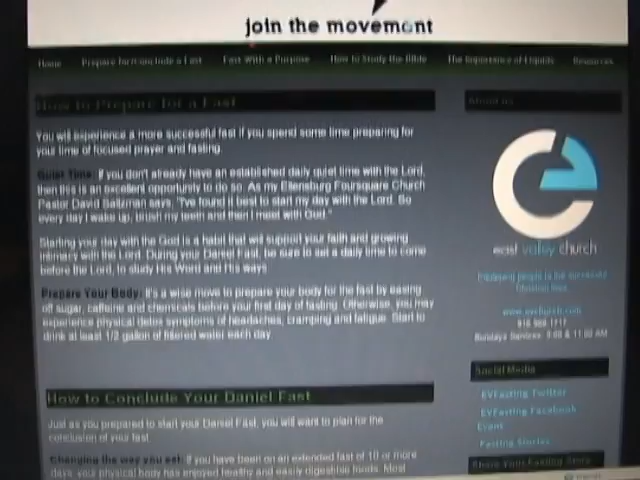 join the movement
Home Prepare for/Conclude a Fast Fast With a Purpose How to Study the Bible The Importance of Liquids Resources
How to Prepare for a Fast
You will experience a more successful fast if you spend some time preparing for
your time of focused prayer and fasting.
Quiet Time: If you don't already have an established daily quiet time with the Lord,
then this is an excellent opportunity to do so. As my Ellensburg Foursquare Church
Pastor David Saltzman says, "I've found it best to start my day with the Lord. So
every day I wake up, brush my teeth and then I meet with God."
Starting your day with the God is a habit that will support your faith and growing
intimacy with the Lord. During your Daniel Fast, be sure to set a daily time to come
before the Lord, to study His Word and His ways
Prepare Your Body: It's a wise move to prepare your body for the fast by easing
off sugar, caffeine and chemicals before your first day of fasting. Otherwise, you may
experience physical detox symptoms of headaches, cramping and fatigue. Start to
drink at least 1/2 gallon of filtered water each day
How to Conclude Your Daniel Fast
Just as you prepared to start your Daniel Fast, you will want to plan for the
conclusion of your fast
Changing the way you eat: If you have been on an extended fast of 10 or more
days, your physical body has enjoyed healthy and easily digestible foods. Most
About us
east valley church
Sundays Services: 9:00 & 11:00 AM
Social Media
EVFasting Twitter
EVFasting Facebook
Event
Fasting Stories
Share Your Fasting Story